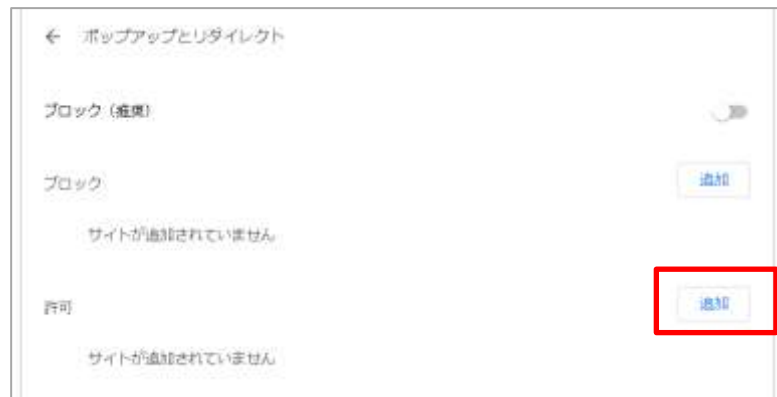 ← ポップアップとリダイレクト
ブロック（推奨）
ブロック
追加
サイトが追加されていません
許可
追加
サイトが追加されていません